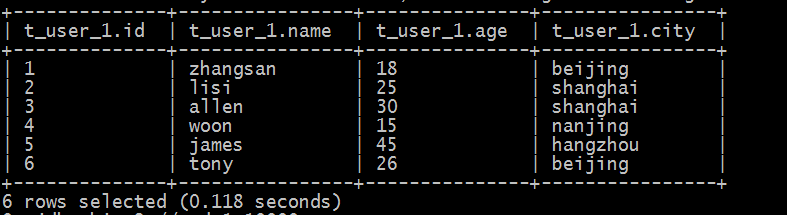 | t_user_1.id | t_user_1.name | t_user_1.age | t_user_1.city |
| 1 | zhangsan | 18 | beijing |
| 2 | lisi | 25 | shanghai |
| 3 | allen | 30 | shanghai |
| 4 | woon | 15 | nanjing |
| 5 | james | 45 | hangzhou |
| 6 | tony | 26 | beijing |
6 rows selected (0.118 seconds)